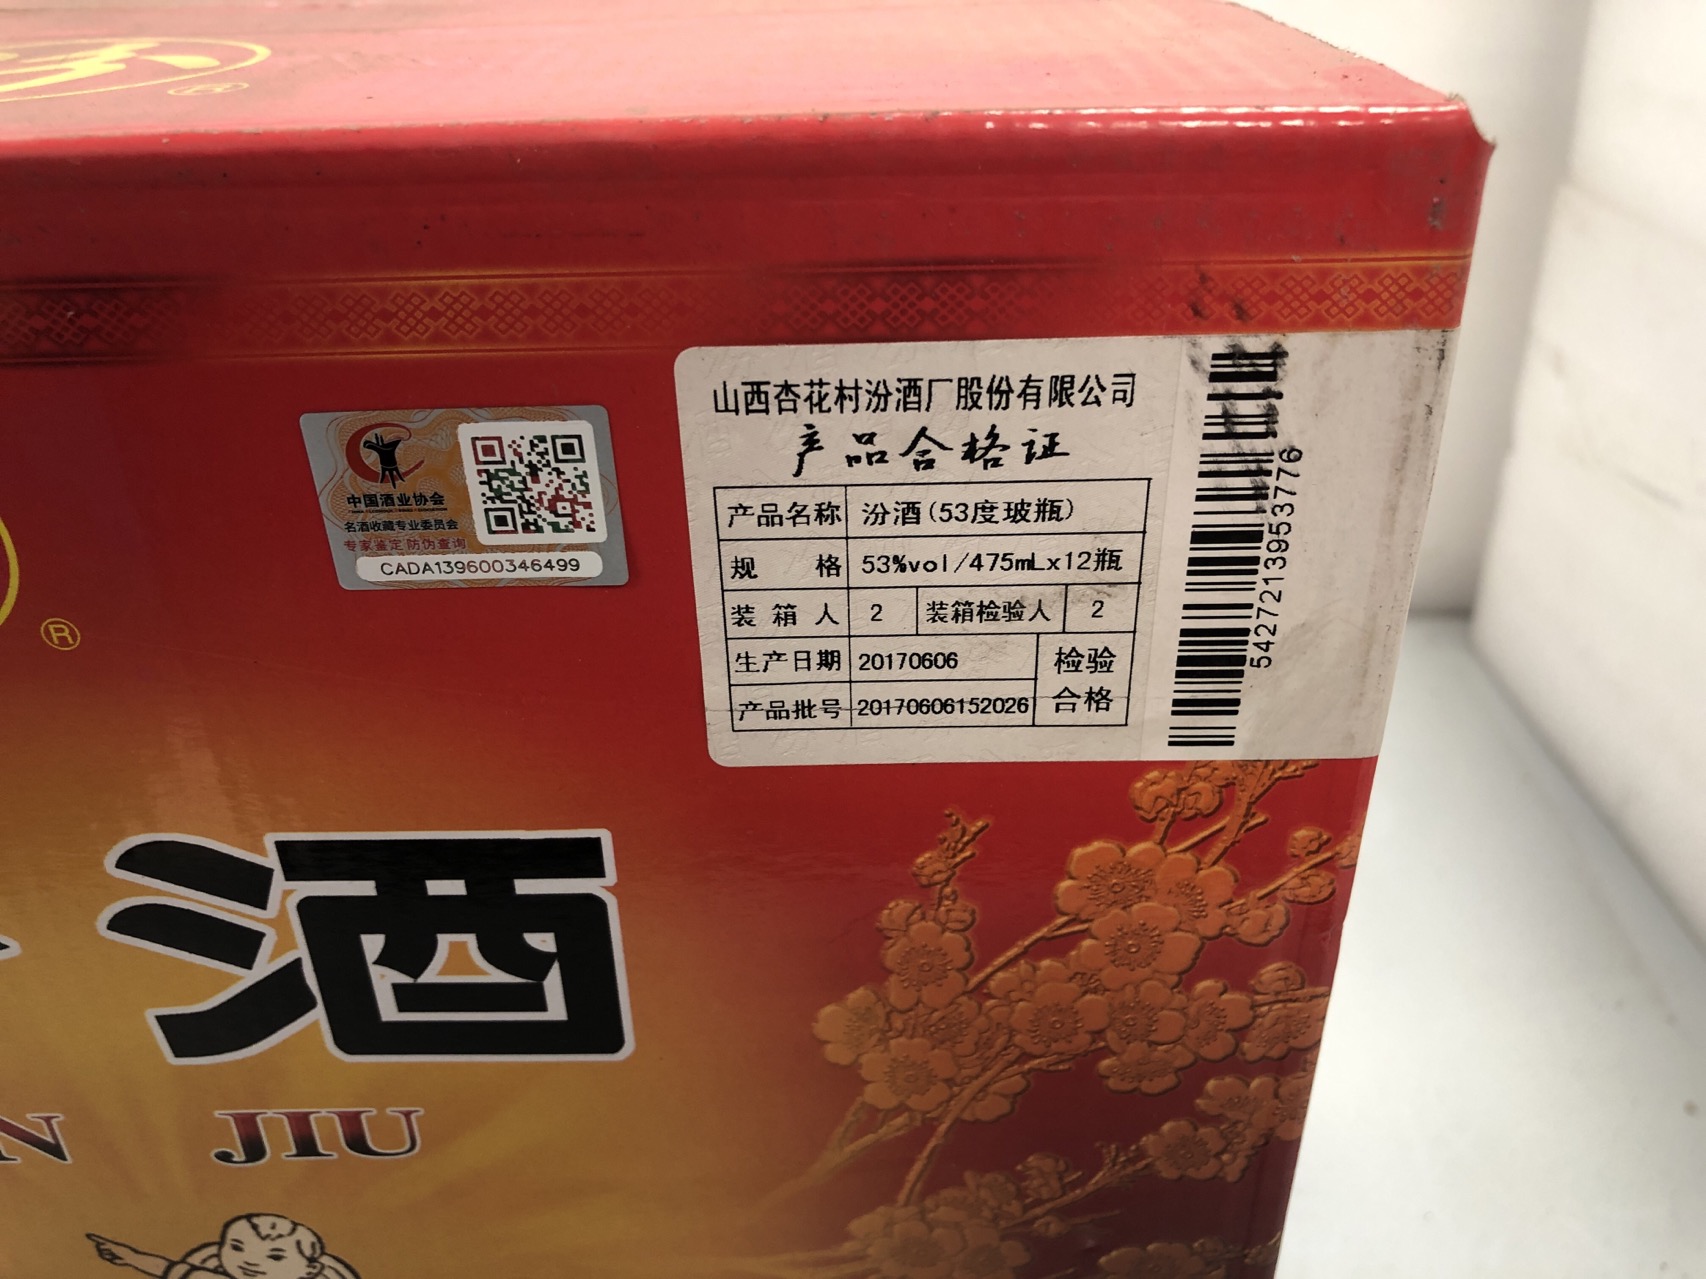 ®
中国酒业协会
名酒收藏专业委员会
专家鉴定 防伪查询
CADA139600346499
山西杏花村汾酒厂股份有限公司
产品合格证
产品名称 汾酒(53度玻瓶)
规 格 53%vol/475mLx12瓶
装箱人 2 装箱检验人 2
生产日期 20170606 检验
产品批号 20170606152026 合格
5427213953776
®
酒
JIU